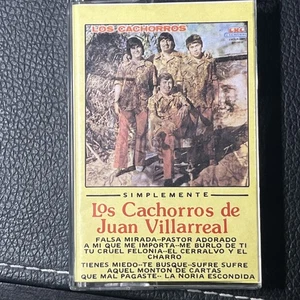 LOS CACHORROS
SIMPLEMENTE
Los Cachorros de
Juan Villarreal
FALSA MIRADA--PASTOR ADORADO
A MI QUE ME IMPORTA--ME BURLO DE TI
TU CRUEL FELONIA--EL CERRALVO Y EL
CHARRO
TIENES MIEDO--TE BUSQUE--SUFRE SUFRE
AQUEL MONTON DE CARTAS
QUE MAL PAGASTE--LA NORIA ESCONDIDA